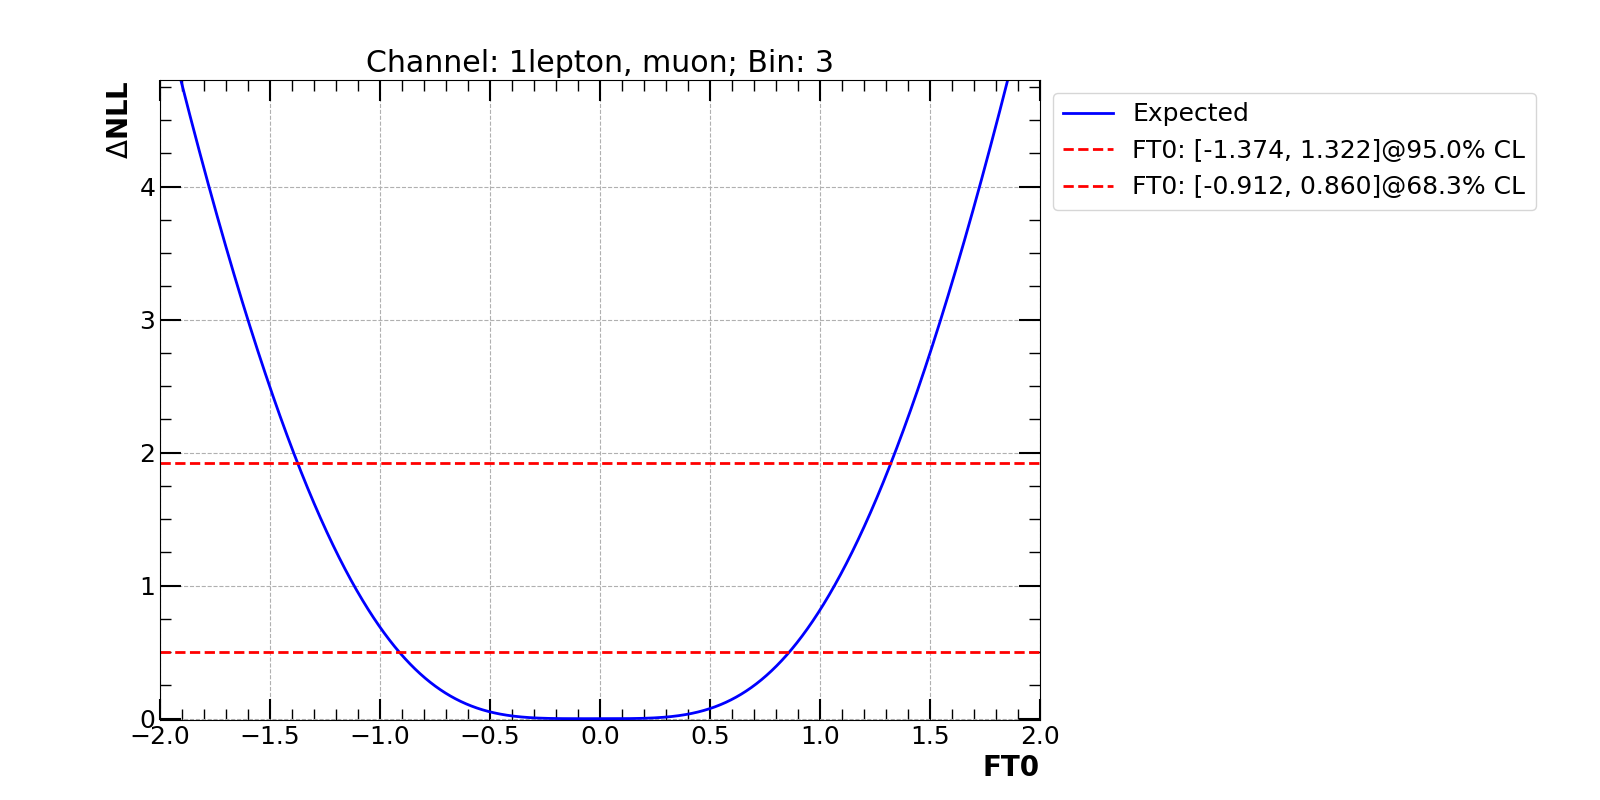 Channel: 1lepton, muon; Bin: 3
ΔNLL
Expected
FT0: [-1.374, 1.322]@95.0% CL
FT0: [-0.912, 0.860]@68.3% CL
4
3
2
1
0
−2.0 −1.5 −1.0 −0.5 0.0 0.5 1.0 1.5 2.0
FT0